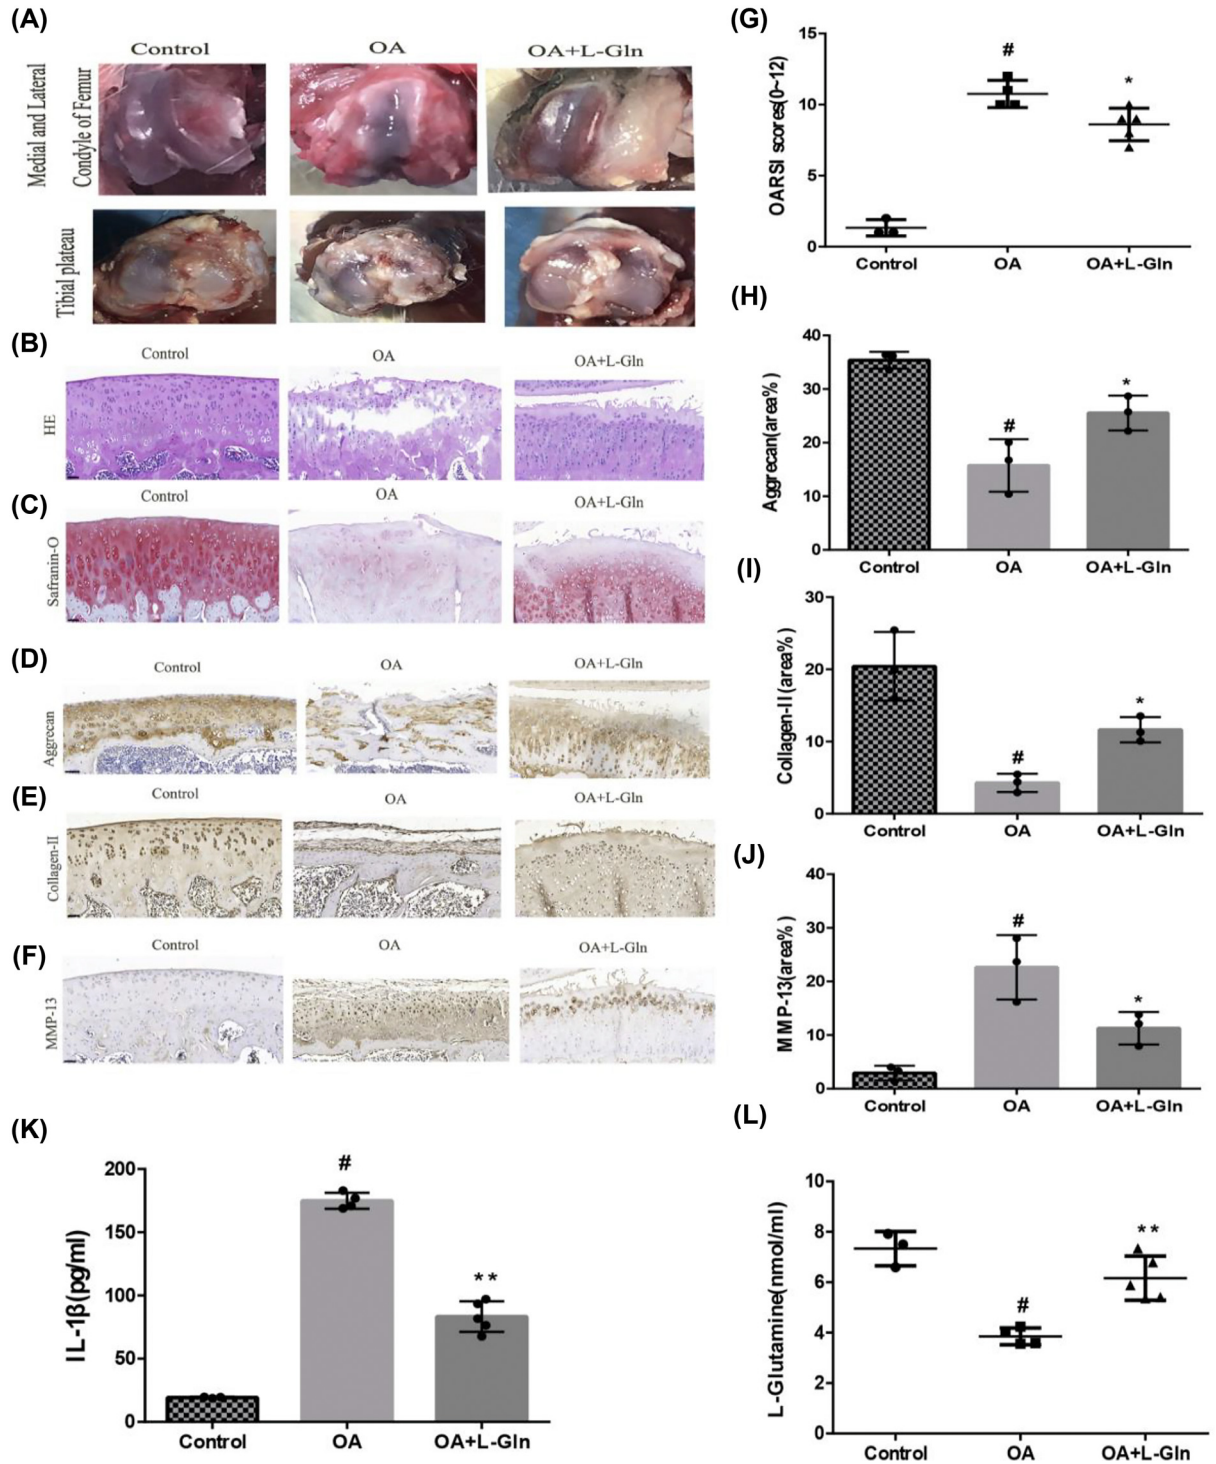 (A)
Control
OA
OA+L-Gln
Medial and Lateral
Condyle of Femur
Tibial plateau
(B)
Control
OA
OA+L-Gln
HE
(C)
Control
OA
OA+L-Gln
Safranin-O
(D)
Control
OA
OA+L-Gln
Aggrecan
(E)
Control
OA
OA+L-Gln
Collagen-II
(F)
Control
OA
OA+L-Gln
MMP-13
(G)
OARSI scores(0~12)
15
10
5
0
#
*
Control
OA
OA+L-Gln
(H)
Aggrecan(area%)
40
30
20
10
0
#
*
Control
OA
OA+L-Gln
(I)
Collagen-II(area%)
30
20
10
0
#
*
Control
OA
OA+L-Gln
(J)
MMP-13(area%)
40
30
20
10
0
#
*
Control
OA
OA+L-Gln
(K)
IL-1β(pg/ml)
200
150
100
50
0
#
**
Control
OA
OA+L-Gln
(L)
L-Glutamine(nmol/ml)
10
8
6
4
2
0
#
**
Control
OA
OA+L-Gln